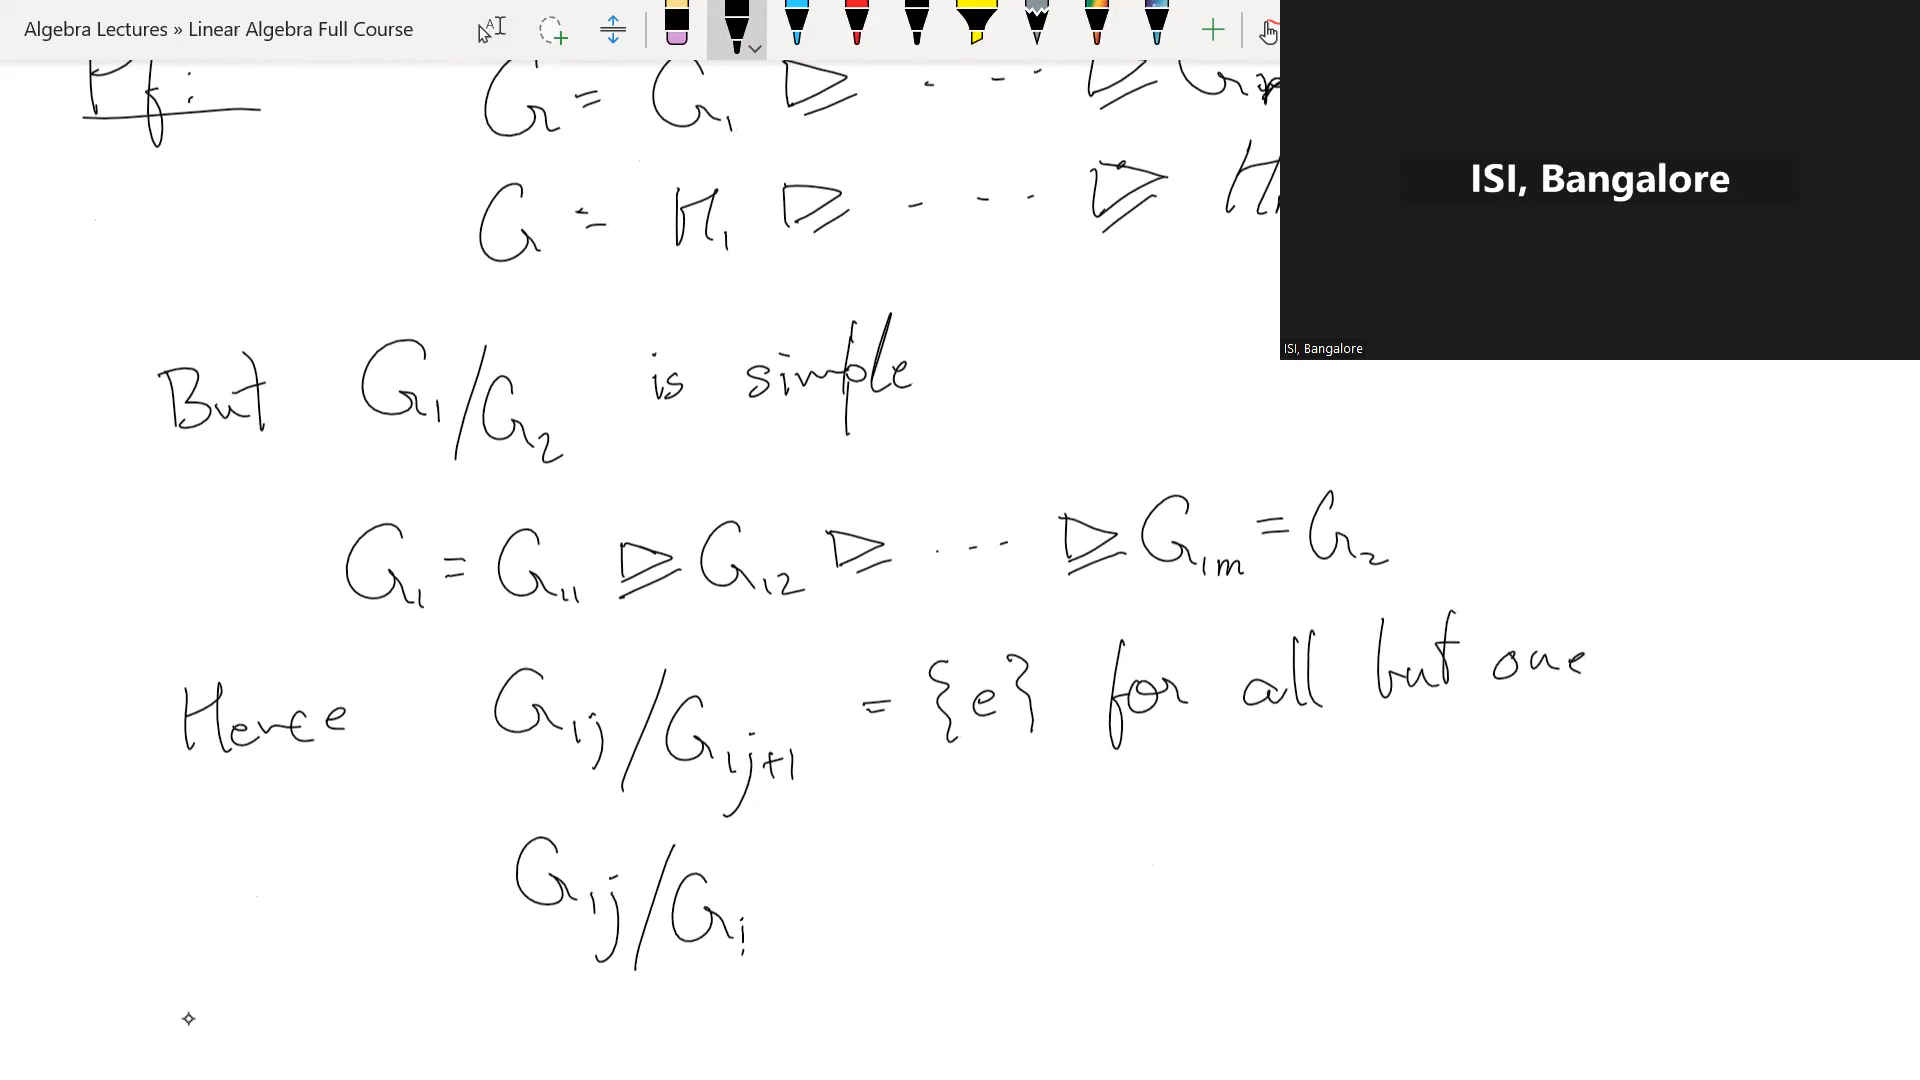 Algebra Lectures » Linear Algebra Full Course
Pf:
G = G₁ ⊵ - - - ⊵ G
G = H₁ ⊵ - - - ⊵ H
ISI, Bangalore
ISI, Bangalore
But G₁/G₂ is simple
G₁ = G₁₁ ⊵ G₁₂ ⊵ . - - - ⊵ G₁ₘ = G₂
Hence G₁ⱼ/G₁ⱼ₊₁ = {e} for all but one
G₁ⱼ/Gᵢ